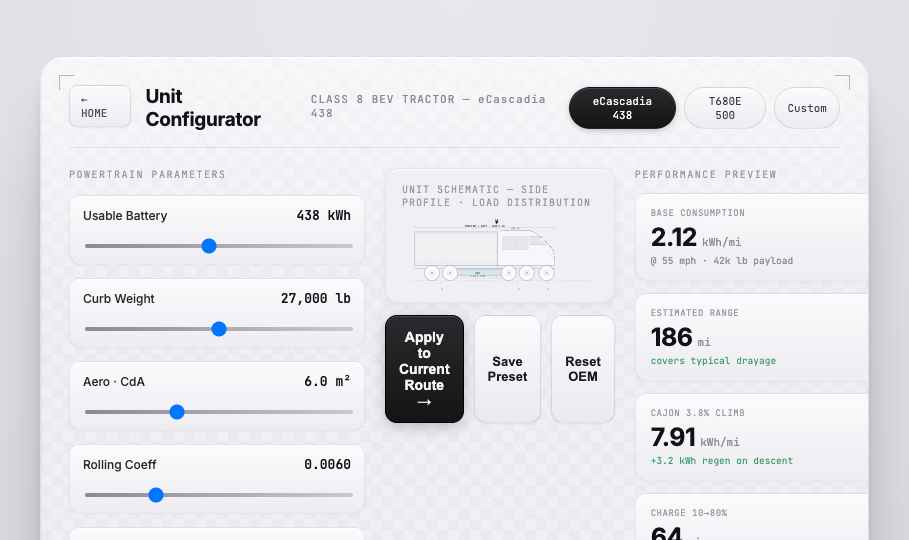 ←
HOME
Unit
Configurator
CLASS 8 BEV TRACTOR — eCascadia
438
eCascadia
438
T680E
500
Custom
POWERTRAIN PARAMETERS
Usable Battery
438 kWh
Curb Weight
27,000 lb
Aero · CdA
6.0 m²
Rolling Coeff
0.0060
UNIT SCHEMATIC — SIDE
PROFILE · LOAD DISTRIBUTION
Apply
to
Current
Route
→
Save
Preset
Reset
OEM
PERFORMANCE PREVIEW
BASE CONSUMPTION
2.12 kWh/mi
@ 55 mph · 42k lb payload
ESTIMATED RANGE
186 mi
covers typical drayage
CAJON 3.8% CLIMB
7.91 kWh/mi
+3.2 kWh regen on descent
CHARGE 10→80%
64